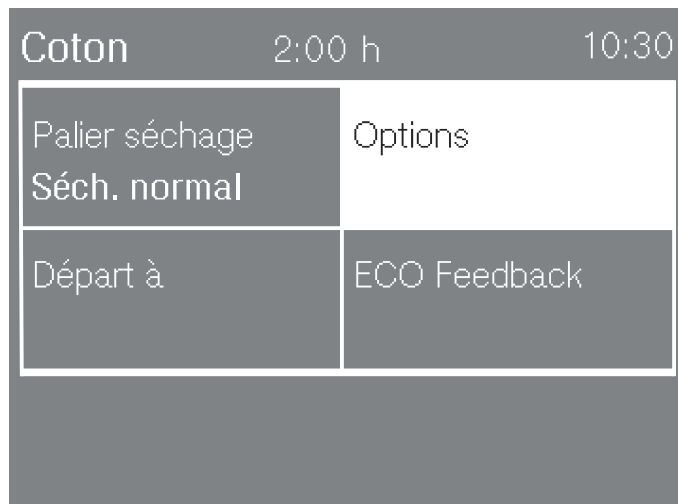 Coton 2:00 h 10:30
Palier séchage Options
Séch. normal
Départ à ECO Feedback